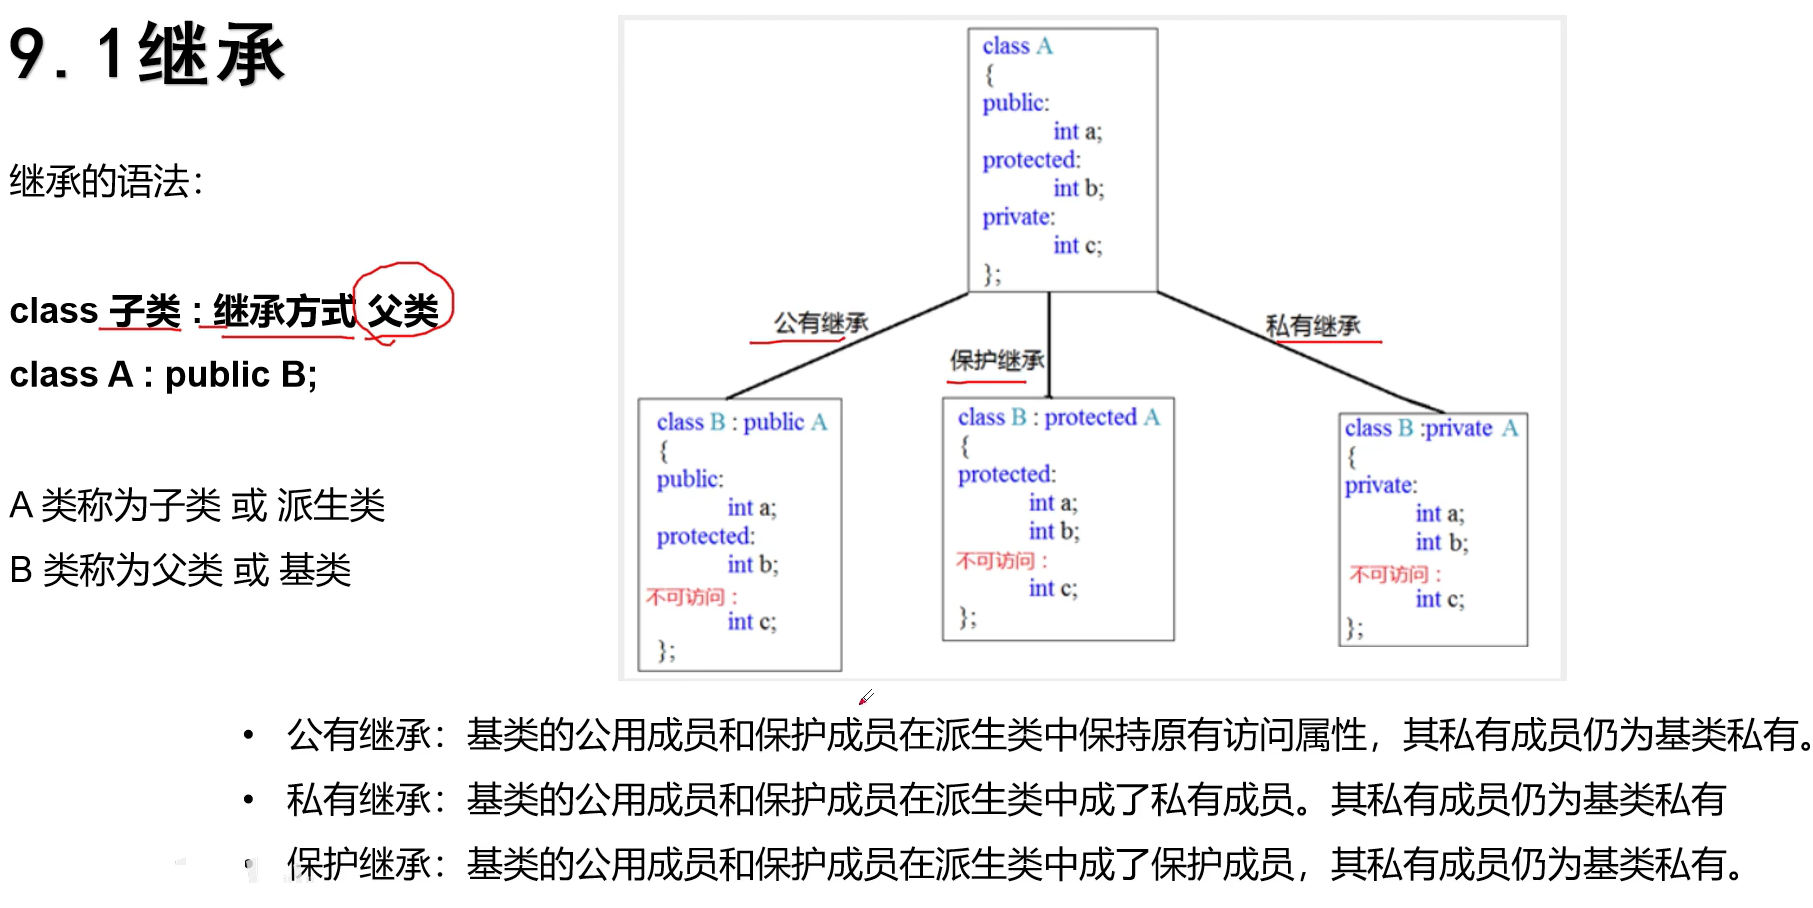 9.1继承
继承的语法：
class 子类 : 继承方式 父类
class A : public B;
A 类称为子类 或 派生类
B 类称为父类 或 基类
class A
{
public:
int a;
protected:
int b;
private:
int c;
};
公有继承
保护继承
私有继承
class B : public A
{
public:
int a;
protected:
int b;
不可访问：
int c;
};
class B : protected A
{
protected:
int a;
int b;
不可访问：
int c;
};
class B :private A
{
private:
int a;
int b;
不可访问：
int c;
};
• 公有继承：基类的公用成员和保护成员在派生类中保持原有访问属性，其私有成员仍为基类私有。
• 私有继承：基类的公用成员和保护成员在派生类中成了私有成员。其私有成员仍为基类私有
• 保护继承：基类的公用成员和保护成员在派生类中成了保护成员，其私有成员仍为基类私有。